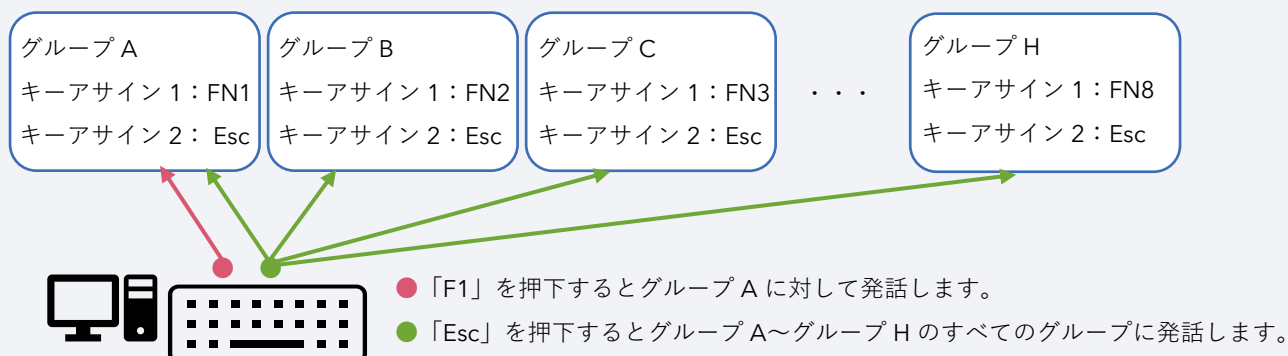 グループ A
キーアサイン 1：FN1
キーアサイン 2： Esc
グループ B
キーアサイン 1：FN2
キーアサイン 2：Esc
グループ C
キーアサイン 1：FN3
キーアサイン 2：Esc
・・・
グループ H
キーアサイン 1：FN8
キーアサイン 2：Esc
「F1」を押下するとグループ A に対して発話します。
「Esc」を押下するとグループ A～グループ H のすべてのグループに発話します。